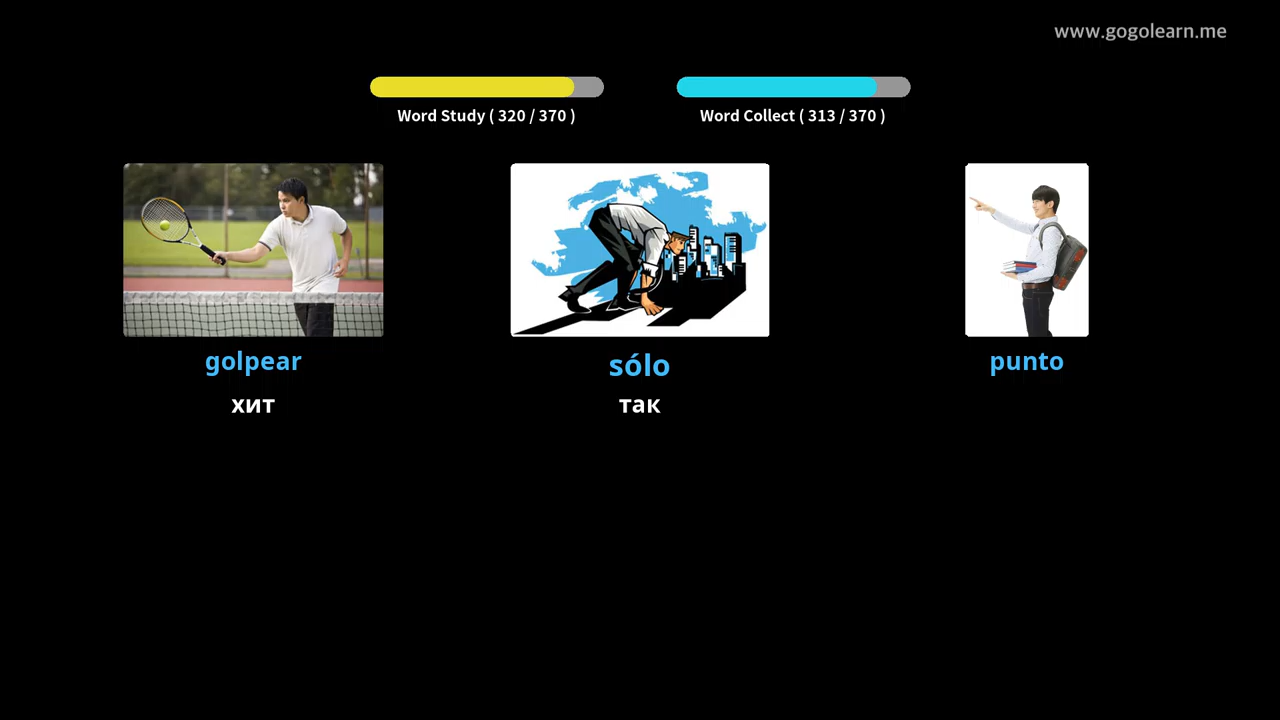 www.gogolearn.me
Word Study ( 320 / 370 )
Word Collect ( 313 / 370 )
golpear
sólo
punto
хит
так